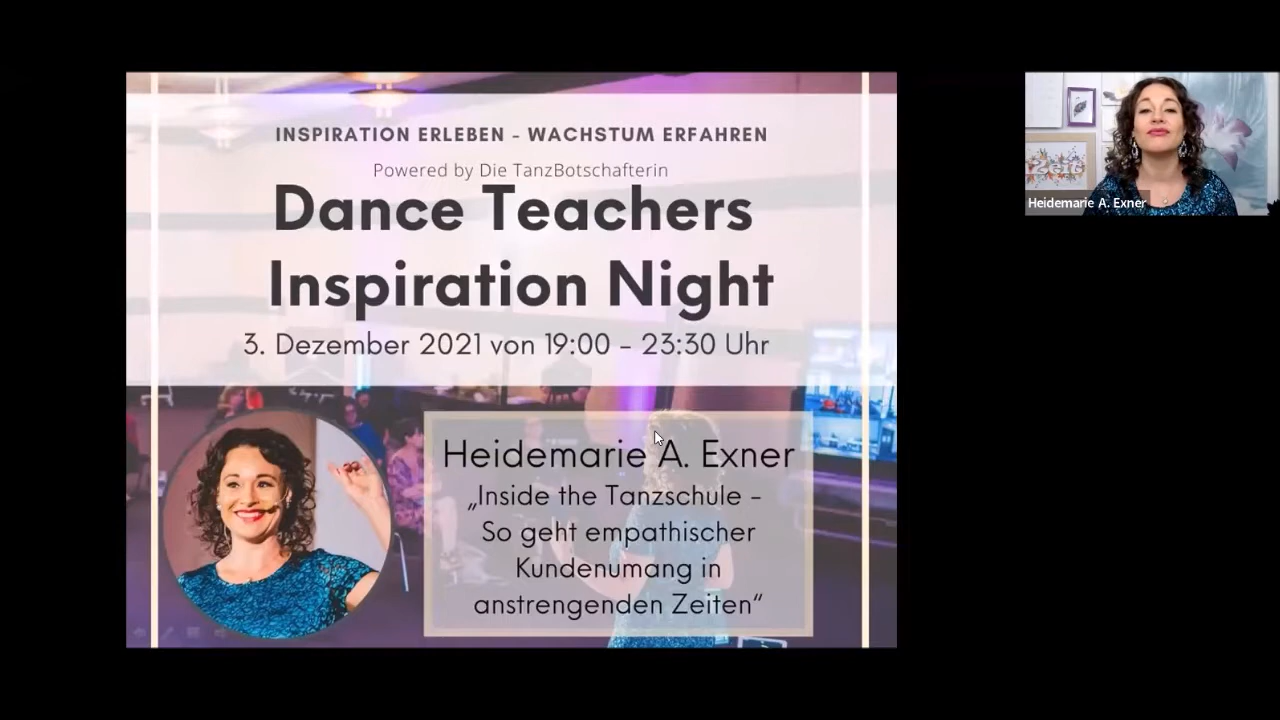 INSPIRATION ERLEBEN - WACHSTUM ERFAHREN
Powered by Die TanzBotschafterin
Dance Teachers
Inspiration Night
3. Dezember 2021 von 19:00 - 23:30 Uhr
Heidemarie A. Exner
„Inside the Tanzschule -
So geht empathischer
Kundenumang in
anstrengenden Zeiten“
Zeit
Heidemarie A. Exner